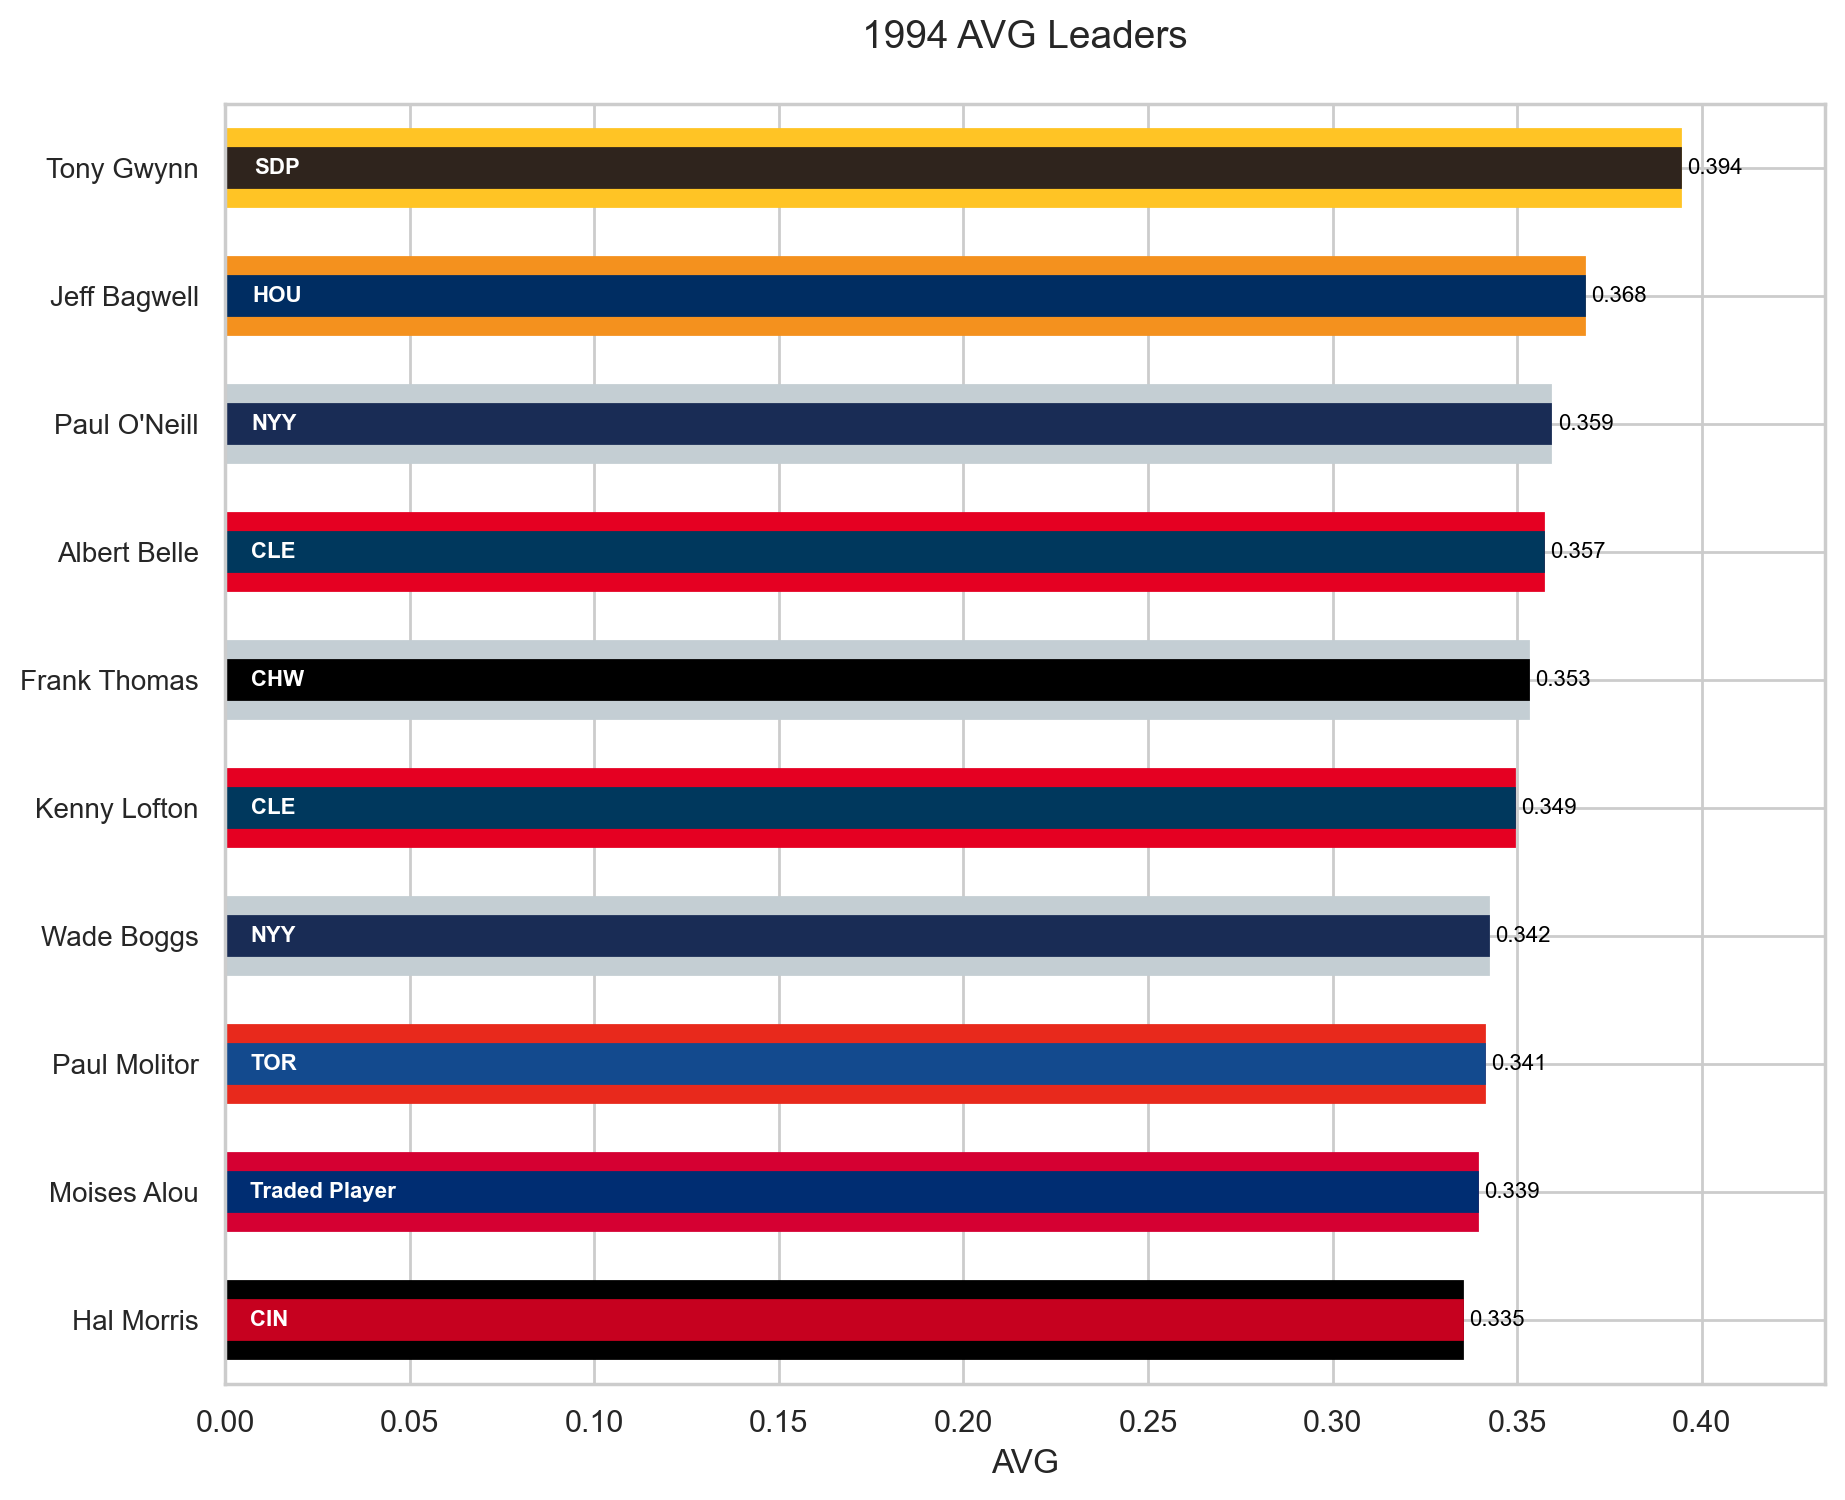 1994 AVG Leaders
Tony Gwynn SDP 0.394
Jeff Bagwell HOU 0.368
Paul O'Neill NYY 0.359
Albert Belle CLE 0.357
Frank Thomas CHW 0.353
Kenny Lofton CLE 0.349
Wade Boggs NYY 0.342
Paul Molitor TOR 0.341
Moises Alou Traded Player 0.339
Hal Morris CIN 0.335
0.00 0.05 0.10 0.15 0.20 0.25 0.30 0.35 0.40
AVG